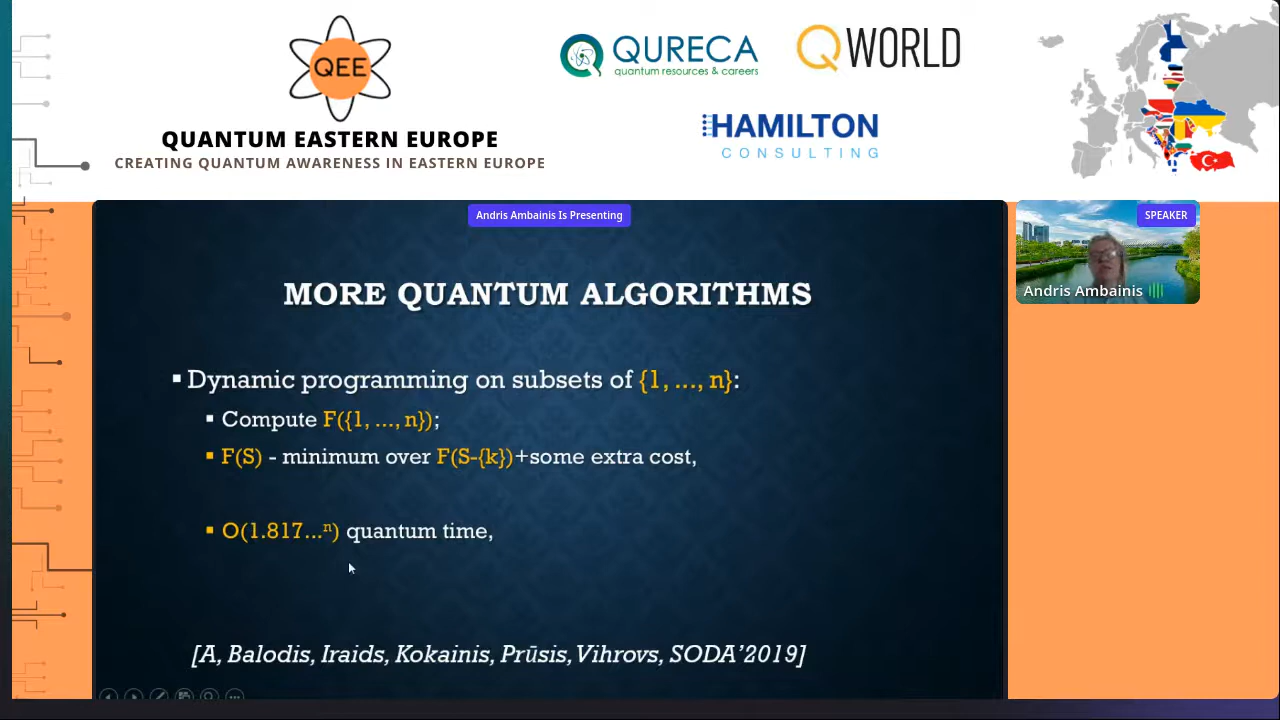 QEE
QUANTUM EASTERN EUROPE
CREATING QUANTUM AWARENESS IN EASTERN EUROPE
QURECA
quantum resources & careers
QWORLD
HAMILTON
CONSULTING
Andris Ambainis Is Presenting
SPEAKER
Andris Ambainis
MORE QUANTUM ALGORITHMS
▪ Dynamic programming on subsets of {1, ..., n}:
▪ Compute F({1, ..., n});
▪ F(S) - minimum over F(S-{k})+some extra cost,
▪ O(1.817...ⁿ) quantum time,
[A, Balodis, Iraids, Kokainis, Prūsis, Vihrovs, SODA'2019]